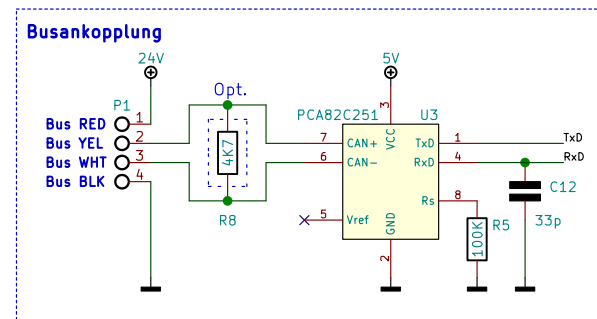 Busankopplung
24V
5V
Opt.
P1
PCA82C251
U3
Bus RED 1
Bus YEL 2
Bus WHT 3
Bus BLK 4
4K7
R8
3
VCC
7 CAN+
6 CAN-
5 Vref
TxD 1
RxD 4
Rs 8
GND
2
TxD
RxD
C12
33p
R5
100K